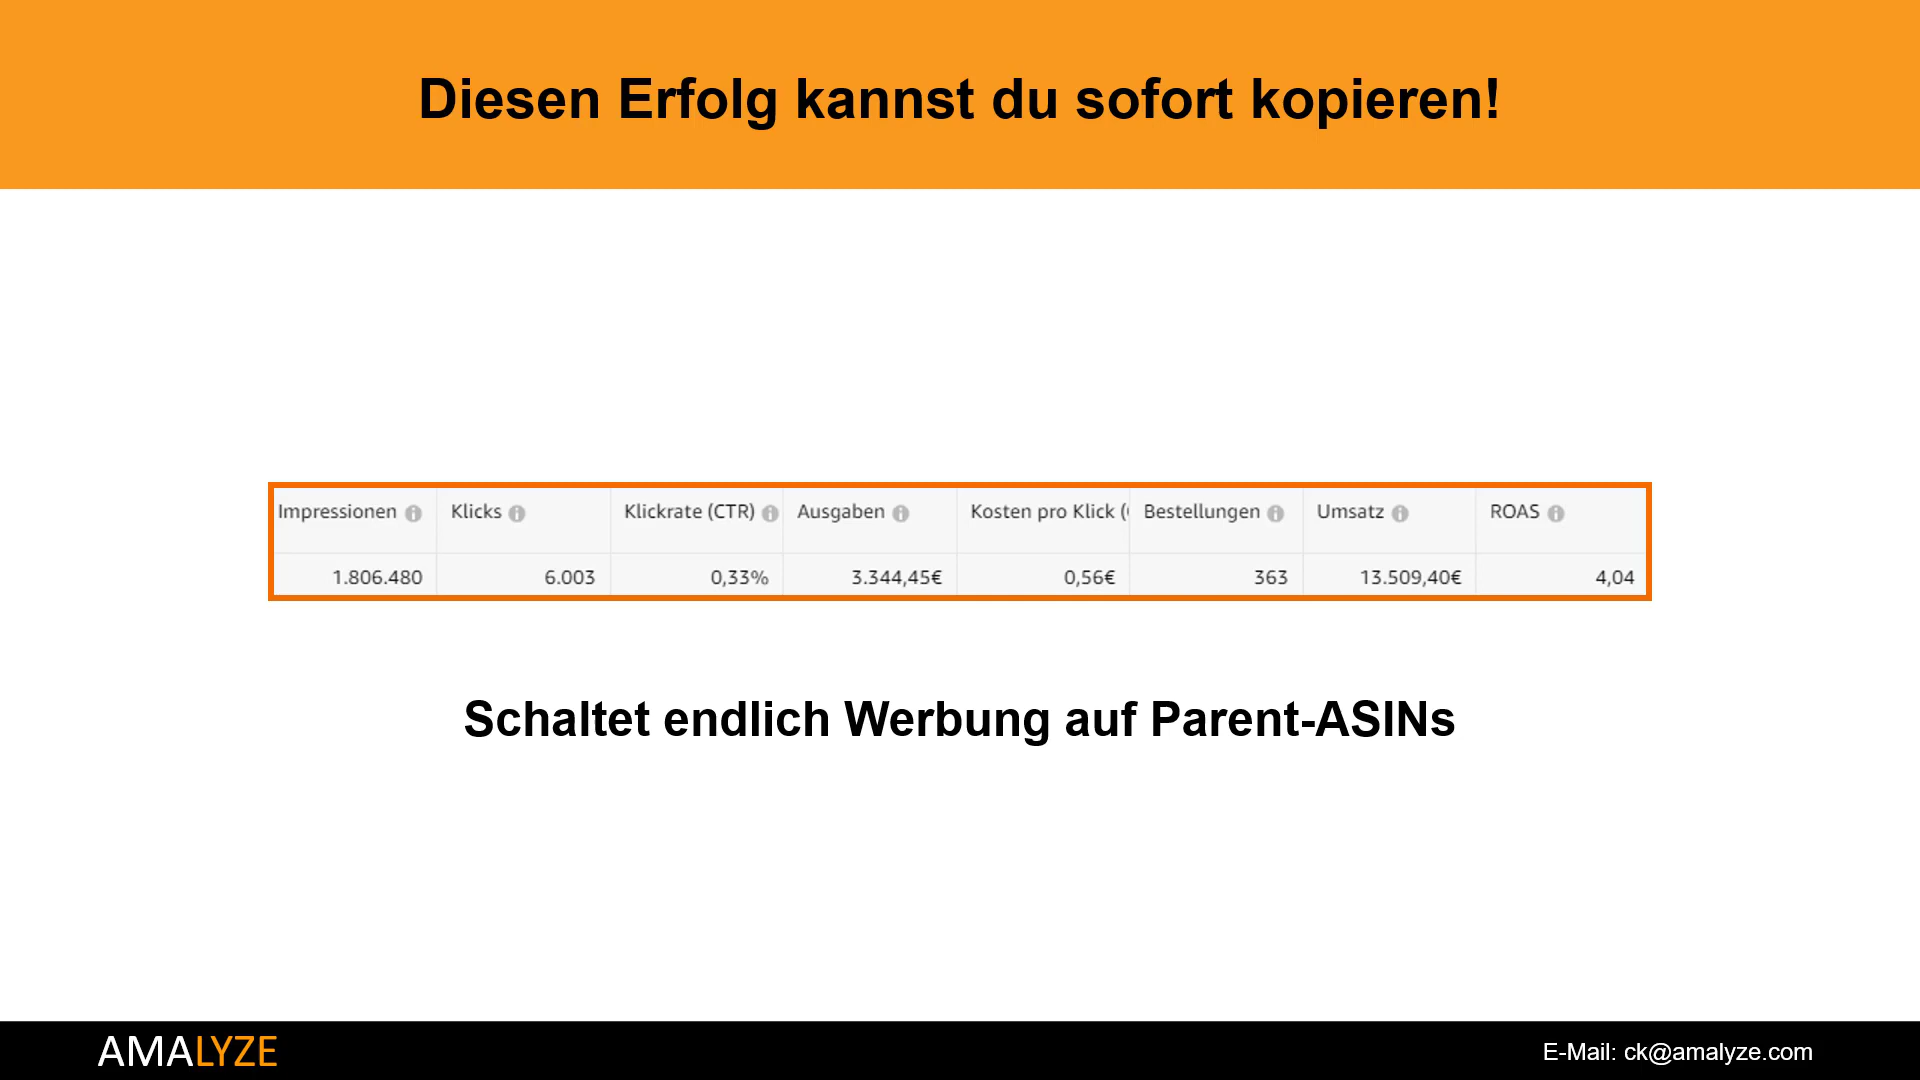 Diesen Erfolg kannst du sofort kopieren!
Impressionen Klicks Klickrate (CTR) Ausgaben Kosten pro Klick ( Bestellungen Umsatz ROAS
1.806.480 6.003 0,33% 3.344,45€ 0,56€ 363 13.509,40€ 4,04
Schaltet endlich Werbung auf Parent-ASINs
AMALYZE E-Mail: ck@amalyze.com